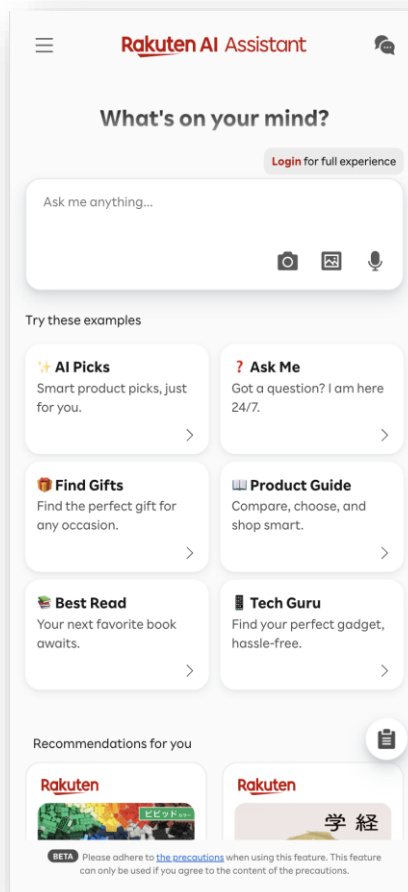 Rakuten AI Assistant
What's on your mind?
Login for full experience
Ask me anything...
Try these examples
AI Picks
Smart product picks, just
for you.
Ask Me
Got a question? I am here
24/7.
Find Gifts
Find the perfect gift for
any occasion.
Product Guide
Compare, choose, and
shop smart.
Best Read
Your next favorite book
awaits.
Tech Guru
Find your perfect gadget,
hassle-free.
Recommendations for you
Rakuten
ビビッドカラー
Rakuten
学 経
BETA Please adhere to the precautions when using this feature. This feature
can only be used if you agree to the content of the precautions.